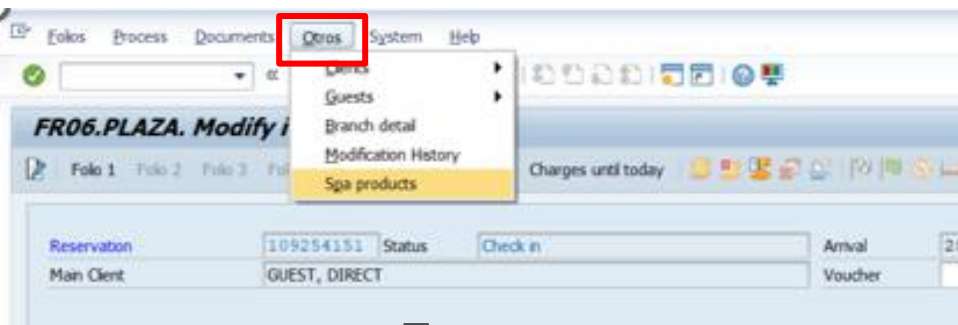 Folios Process Documents Otros System Help
Clients
Guests
Branch detail
Modification History
Spa products
FR06.PLAZA. Modify i
Folio 1 Folio 2 Folio 3 Charges until today
Reservation 109254151 Status Check in Arrival
Main Client GUEST, DIRECT Voucher